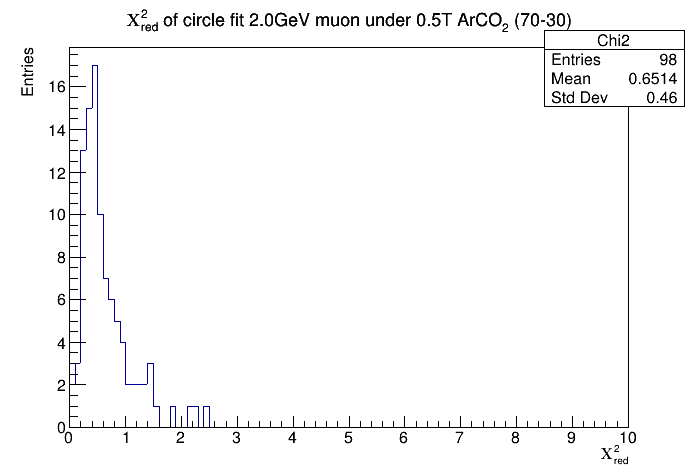 Χ²red of circle fit 2.0GeV muon under 0.5T ArCO₂ (70-30)
Chi2
Entries 98
Mean 0.6514
Std Dev 0.46
Entries
16
14
12
10
8
6
4
2
0
0 1 2 3 4 5 6 7 8 9 10
Χ²red